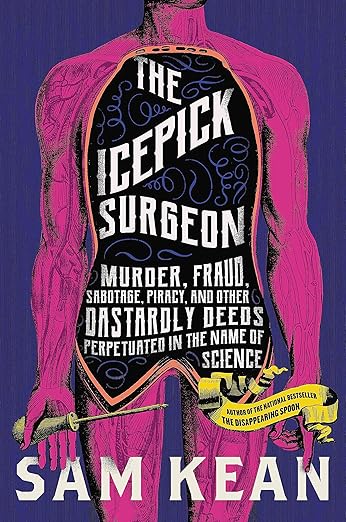 THE
ICEPICK
SURGEON
MURDER, FRAUD,
SABOTAGE, PIRACY, AND OTHER
DASTARDLY DEEDS
PERPETUATED IN THE NAME OF
SCIENCE
AUTHOR OF THE NATIONAL BESTSELLER
THE DISAPPEARING SPOON
SAM KEAN